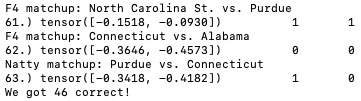 F4 matchup: North Carolina St. vs. Purdue
61.) tensor([-0.1518, -0.0930]) 1 1
F4 matchup: Connecticut vs. Alabama
62.) tensor([-0.3646, -0.4573]) 0 0
Natty matchup: Purdue vs. Connecticut
63.) tensor([-0.3418, -0.4182]) 1 0
We got 46 correct!